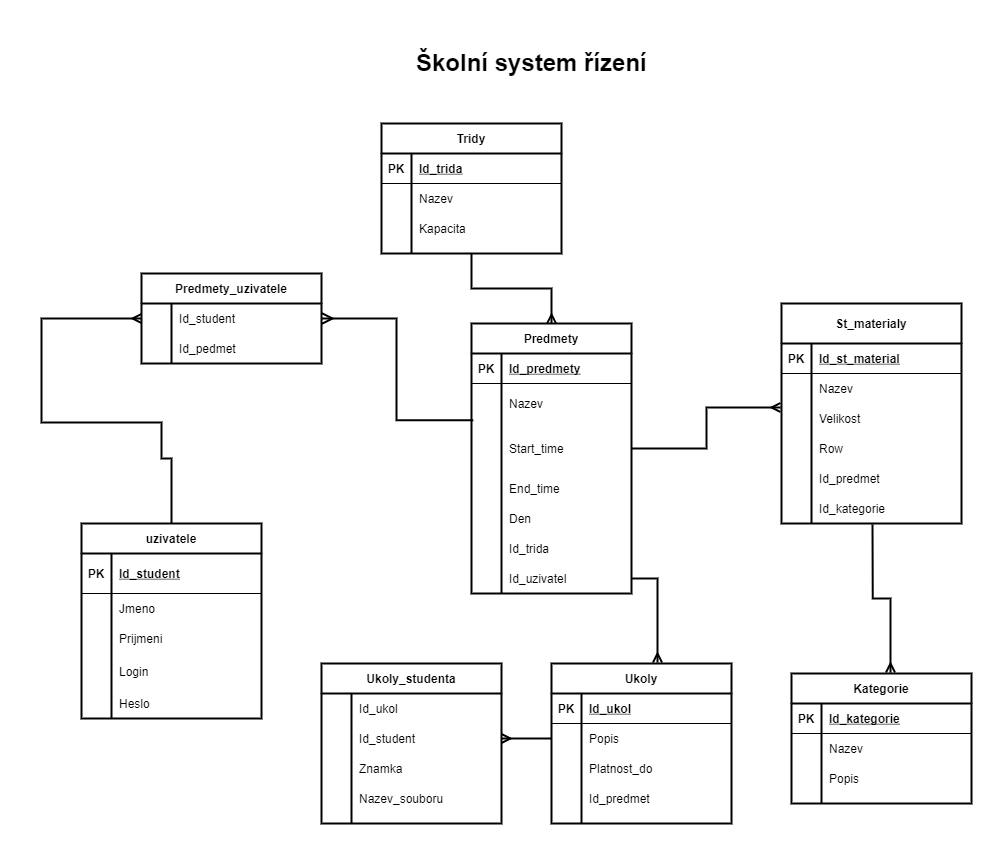 Školní system řízení
Tridy
PK Id_trida
Nazev
Kapacita
Predmety_uzivatele
Id_student
Id_pedmet
Predmety
PK Id_predmety
Nazev
Start_time
End_time
Den
Id_trida
Id_uzivatel
St_materialy
PK Id_st_material
Nazev
Velikost
Row
Id_predmet
Id_kategorie
uzivatele
PK Id_student
Jmeno
Prijmeni
Login
Heslo
Ukoly_studenta
Id_ukol
Id_student
Znamka
Nazev_souboru
Ukoly
PK Id_ukol
Popis
Platnost_do
Id_predmet
Kategorie
PK Id_kategorie
Nazev
Popis